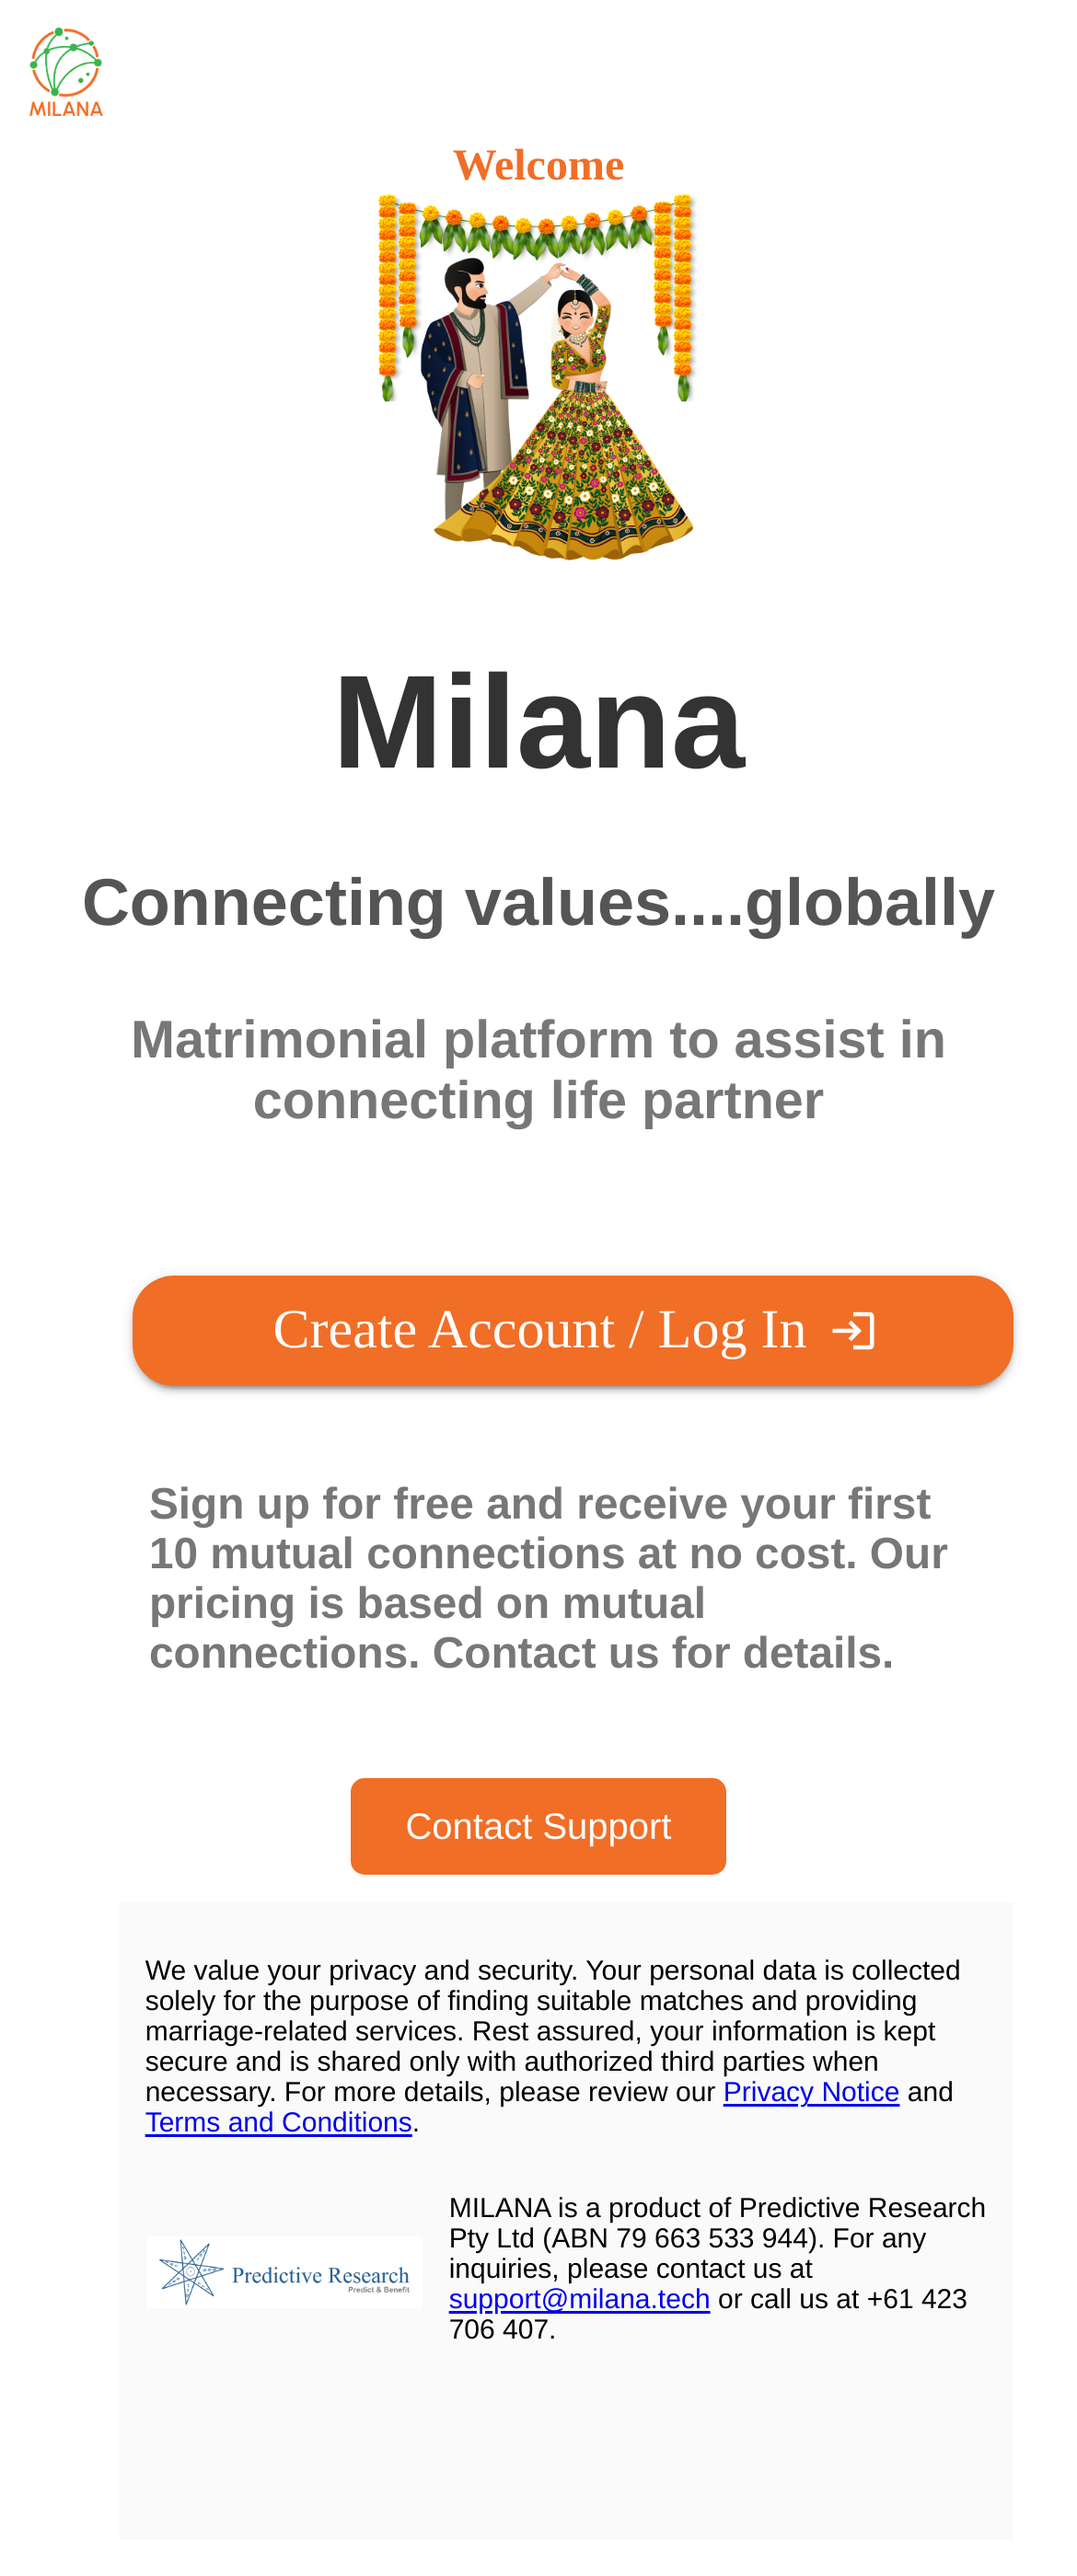 MILANA
Welcome
Milana
Connecting values....globally
Matrimonial platform to assist in
connecting life partner
Create Account / Log In
Sign up for free and receive your first
10 mutual connections at no cost. Our
pricing is based on mutual
connections. Contact us for details.
Contact Support
We value your privacy and security. Your personal data is collected
solely for the purpose of finding suitable matches and providing
marriage-related services. Rest assured, your information is kept
secure and is shared only with authorized third parties when
necessary. For more details, please review our Privacy Notice and
Terms and Conditions.
Predictive Research
Predict & Benefit
MILANA is a product of Predictive Research
Pty Ltd (ABN 79 663 533 944). For any
inquiries, please contact us at
support@milana.tech or call us at +61 423
706 407.